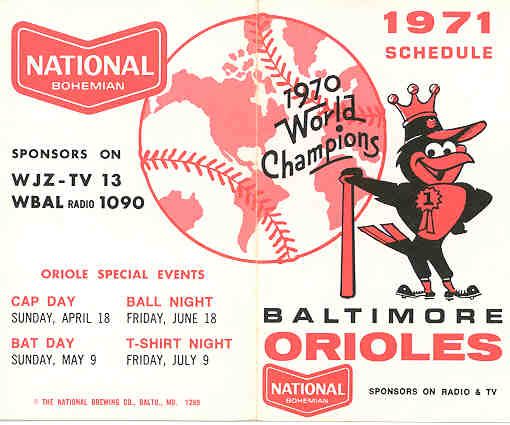 NATIONAL
BOHEMIAN
SPONSORS ON
WJZ-TV 13
WBAL RADIO 1090
ORIOLE SPECIAL EVENTS
CAP DAY
SUNDAY, APRIL 18
BALL NIGHT
FRIDAY, JUNE 18
BAT DAY
SUNDAY, MAY 9
T-SHIRT NIGHT
FRIDAY, JULY 9
© THE NATIONAL BREWING CO., BALTO., MD. 1289
1971
SCHEDULE
1970
World
Champions
1
BALTIMORE
ORIOLES
NATIONAL
BOHEMIAN
SPONSORS ON RADIO & TV